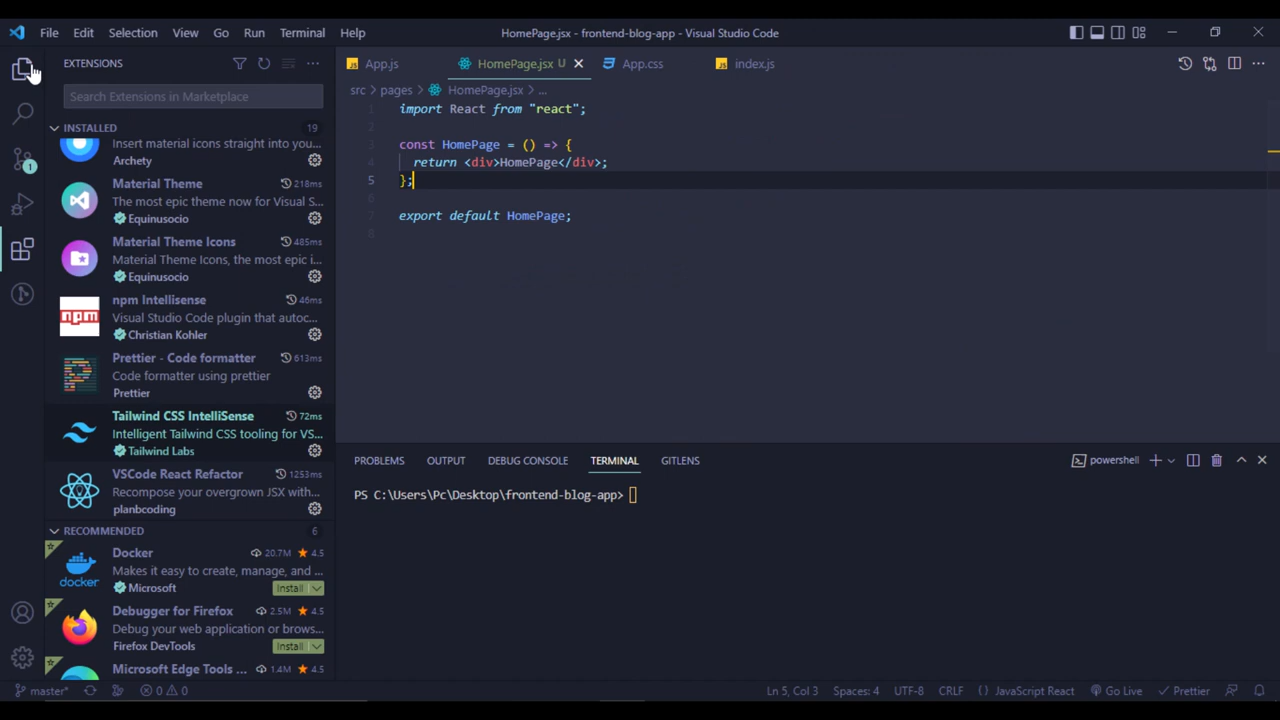 File Edit Selection View Go Run Terminal Help
HomePage.jsx - frontend-blog-app - Visual Studio Code
EXTENSIONS
Search Extensions in Marketplace
INSTALLED 19
Insert material icons straight into you...
Archety
Material Theme 218ms
The most epic theme now for Visual S
Equinusocio
Material Theme Icons 485ms
Material Theme Icons, the most epic i
Equinusocio
npm Intellisense 46ms
npm
Visual Studio Code plugin that autoc...
Christian Kohler
Prettier - Code formatter 613ms
Code formatter using prettier
Prettier
Tailwind CSS IntelliSense 72ms
Intelligent Tailwind CSS tooling for VS...
Tailwind Labs
VSCode React Refactor 1253ms
Recompose your overgrown JSX with...
planbcoding
RECOMMENDED 6
Docker 20.7M 4.5
Makes it easy to create, manage, and ...
docker
Microsoft Install
Debugger for Firefox 2.5M 4.5
Debug your web application or brows...
Firefox DevTools Install
Microsoft Edge Tools ... 1.4M 4.5
1
JS App.js HomePage.jsx U App.css JS index.js
src > pages > HomePage.jsx > ...
1 import React from "react";
2
3 const HomePage = () => {
4 return <div>HomePage</div>;
5 };
6
7 export default HomePage;
8
PROBLEMS OUTPUT DEBUG CONSOLE TERMINAL GITLENS
powershell
PS C:\Users\Pc\Desktop\frontend-blog-app>
master* 0 0
Ln 5, Col 3 Spaces: 4 UTF-8 CRLF {} JavaScript React Go Live Prettier